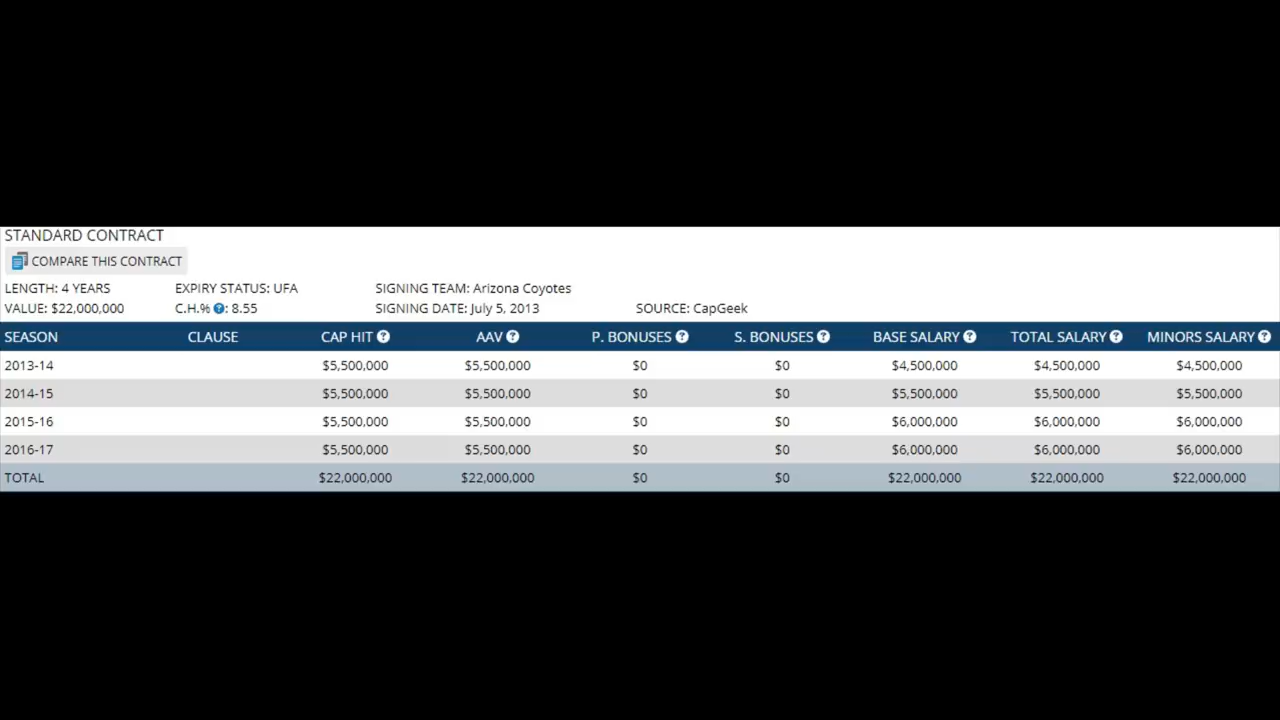 STANDARD CONTRACT
COMPARE THIS CONTRACT
LENGTH: 4 YEARS EXPIRY STATUS: UFA SIGNING TEAM: Arizona Coyotes
VALUE: $22,000,000 C.H.% ?: 8.55 SIGNING DATE: July 5, 2013 SOURCE: CapGeek
SEASON CLAUSE CAP HIT ? AAV ? P. BONUSES ? S. BONUSES ? BASE SALARY ? TOTAL SALARY ? MINORS SALARY ?
2013-14 $5,500,000 $5,500,000 $0 $0 $4,500,000 $4,500,000 $4,500,000
2014-15 $5,500,000 $5,500,000 $0 $0 $5,500,000 $5,500,000 $5,500,000
2015-16 $5,500,000 $5,500,000 $0 $0 $6,000,000 $6,000,000 $6,000,000
2016-17 $5,500,000 $5,500,000 $0 $0 $6,000,000 $6,000,000 $6,000,000
TOTAL $22,000,000 $22,000,000 $0 $0 $22,000,000 $22,000,000 $22,000,000